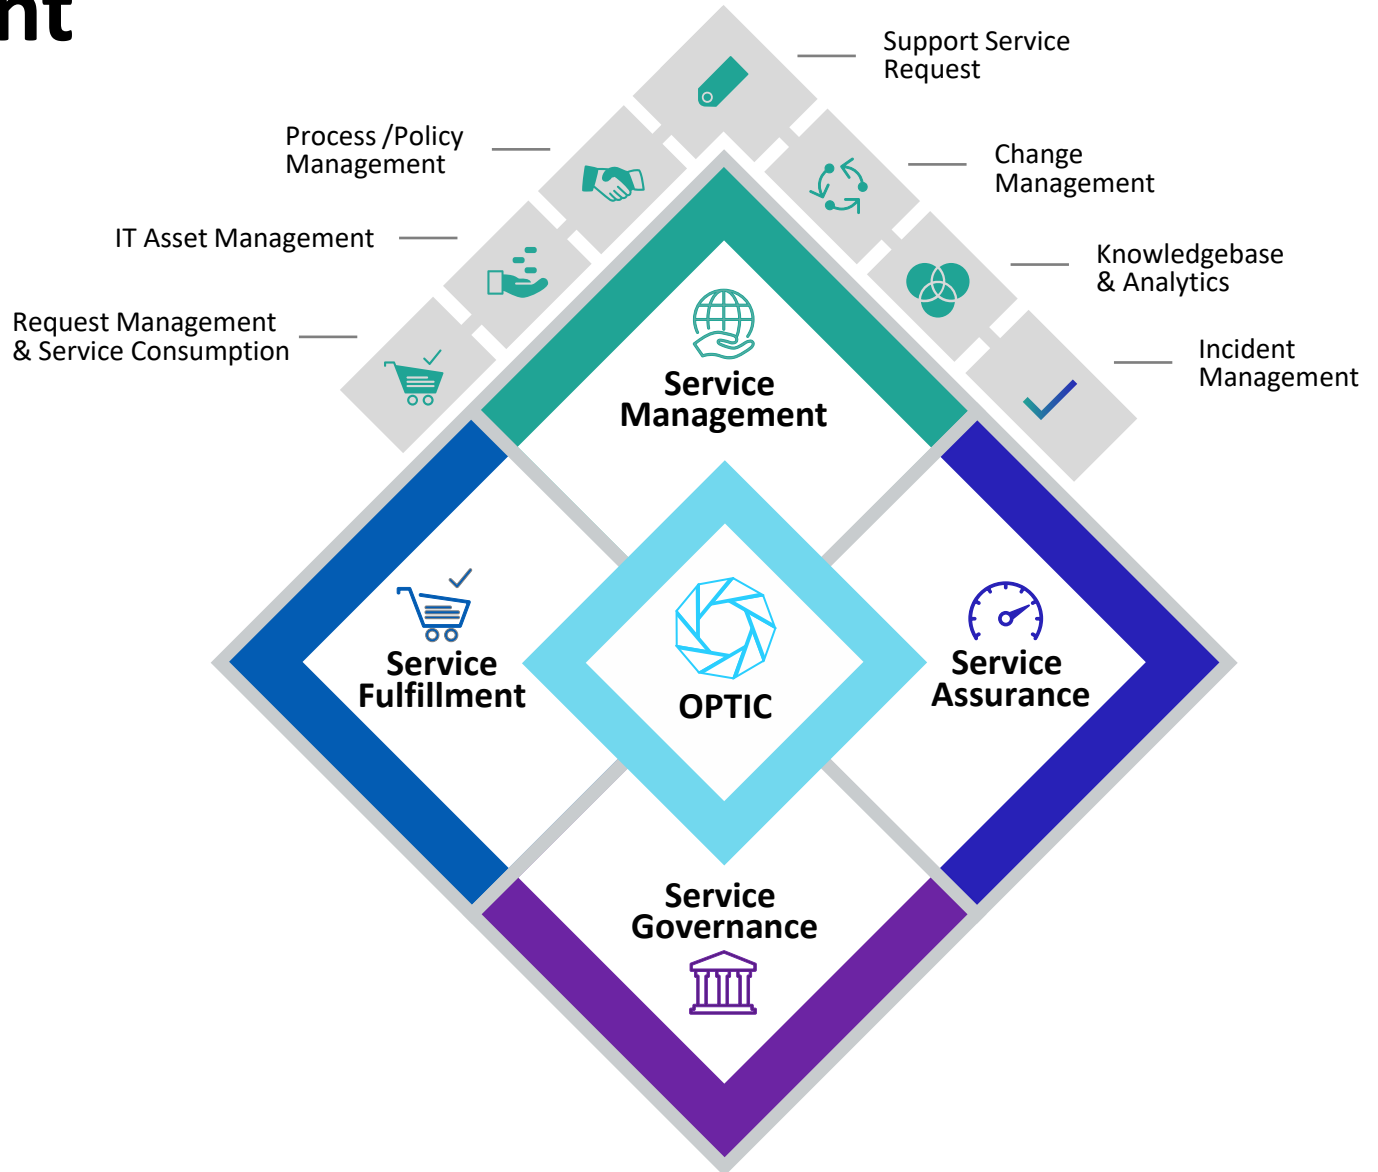 nt
Support Service
Request
Process /Policy
Management
Change
Management
IT Asset Management
Knowledgebase
& Analytics
Request Management
& Service Consumption
Incident
Management
Service
Management
Service
Fulfillment
OPTIC
Service
Assurance
Service
Governance